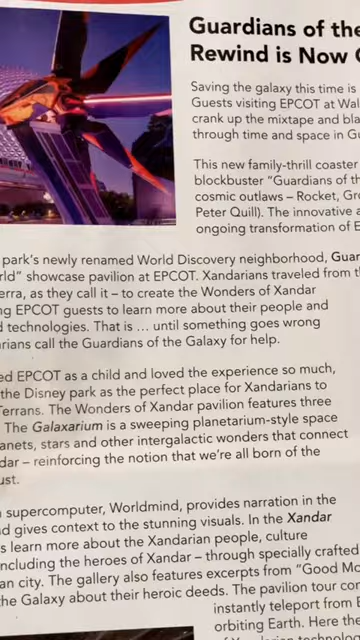 Guardians of the
Rewind is Now
Saving the galaxy this time is
Guests visiting EPCOT at Wal
crank up the mixtape and bla
through time and space in Gu
This new family-thrill coaster
blockbuster “Guardians of th
cosmic outlaws – Rocket, Gro
Peter Quill). The innovative a
ongoing transformation of E
park’s newly renamed World Discovery neighborhood, Guar
rld” showcase pavilion at EPCOT. Xandarians traveled from t
erra, as they call it – to create the Wonders of Xandar
ng EPCOT guests to learn more about their people and
d technologies. That is … until something goes wrong
rians call the Guardians of the Galaxy for help.
ed EPCOT as a child and loved the experience so much,
the Disney park as the perfect place for Xandarians to
Terrans. The Wonders of Xandar pavilion features three
The Galaxarium is a sweeping planetarium-style space
anets, stars and other intergalactic wonders that connect
dar – reinforcing the notion that we’re all born of the
ust.
supercomputer, Worldmind, provides narration in the
nd gives context to the stunning visuals. In the Xandar
s learn more about the Xandarian people, culture
including the heroes of Xandar – through specially crafted
an city. The gallery also features excerpts from “Good Mo
the Galaxy about their heroic deeds. The pavilion tour con
instantly teleport from E
orbiting Earth. Here the